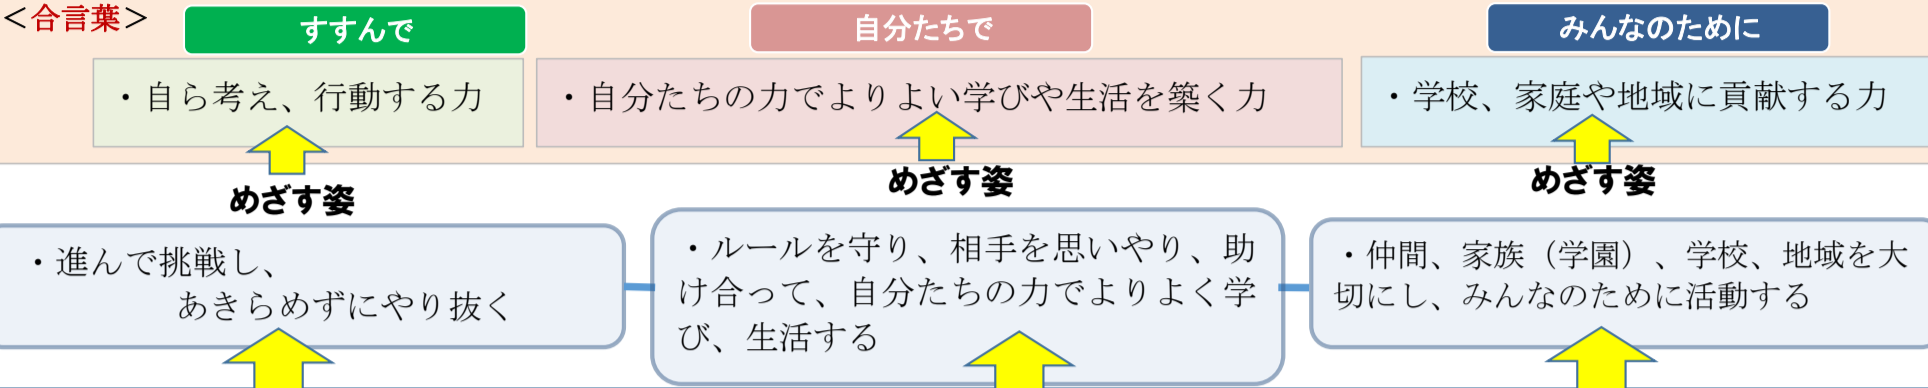 ＜合言葉＞
すすんで
自分たちで
みんなのために
・自ら考え、行動する力
・自分たちの力でよりよい学びや生活を築く力
・学校、家庭や地域に貢献する力
めざす姿
めざす姿
めざす姿
・進んで挑戦し、
あきらめずにやり抜く
・ルールを守り、相手を思いやり、助
け合って、自分たちの力でよりよく学
び、生活する
・仲間、家族（学園）、学校、地域を大
切にし、みんなのために活動する